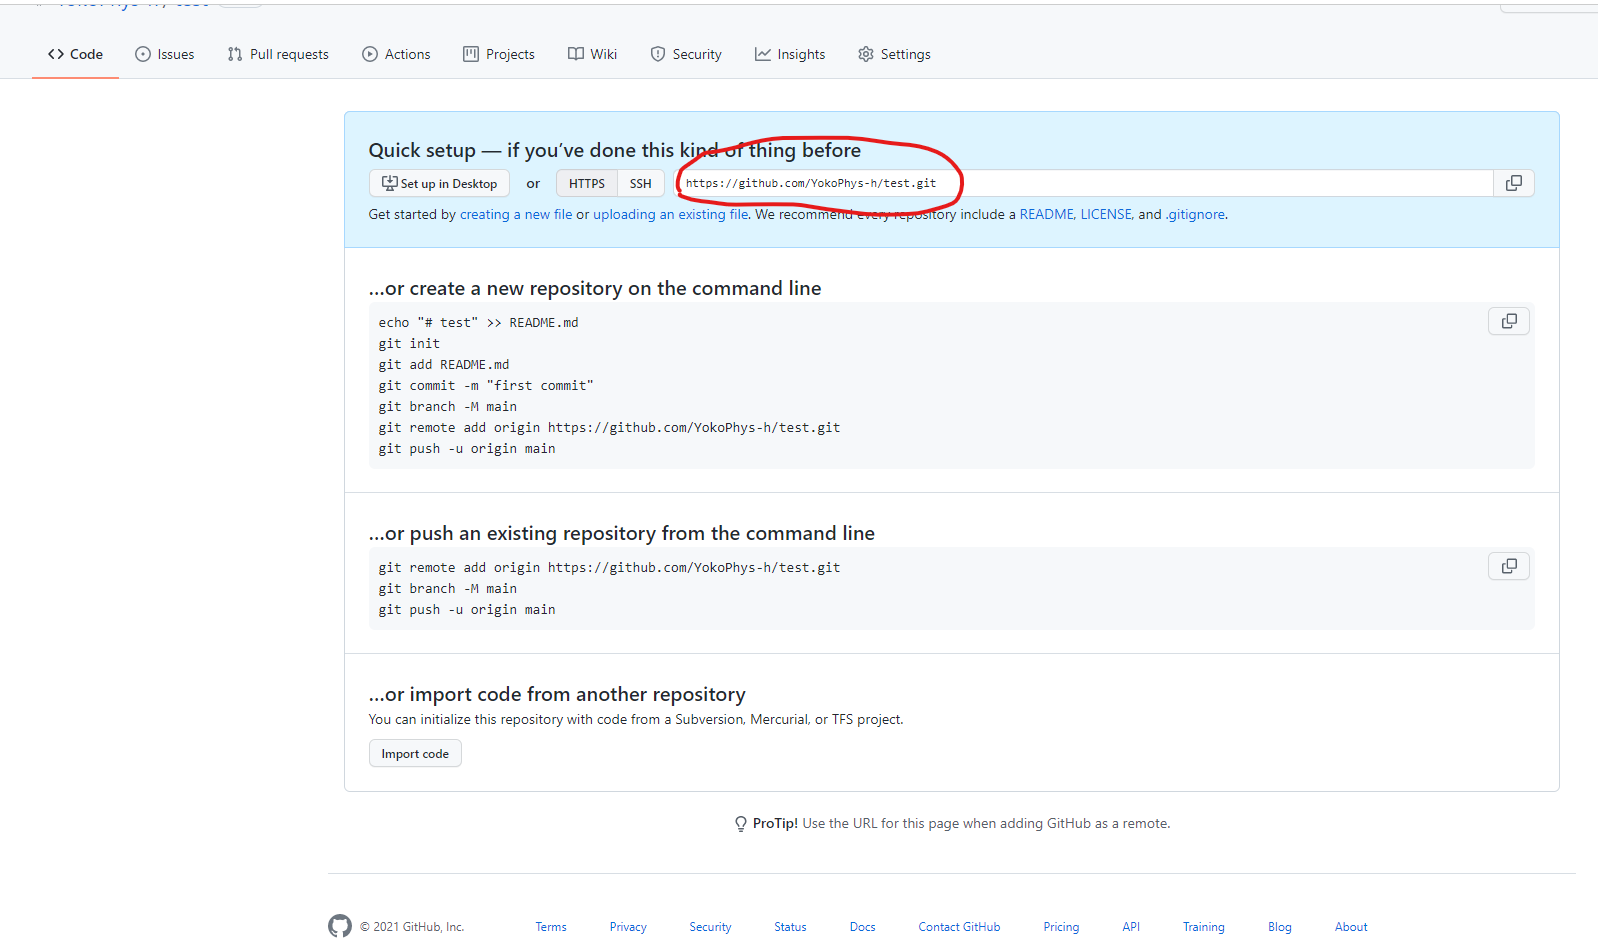 Code Issues Pull requests Actions Projects Wiki Security Insights Settings
Quick setup — if you've done this kind of thing before
Set up in Desktop or HTTPS SSH https://github.com/YokoPhys-h/test.git
Get started by creating a new file or uploading an existing file. We recommend every repository include a README, LICENSE, and .gitignore.
...or create a new repository on the command line
echo "# test" >> README.md
git init
git add README.md
git commit -m "first commit"
git branch -M main
git remote add origin https://github.com/YokoPhys-h/test.git
git push -u origin main
...or push an existing repository from the command line
git remote add origin https://github.com/YokoPhys-h/test.git
git branch -M main
git push -u origin main
...or import code from another repository
You can initialize this repository with code from a Subversion, Mercurial, or TFS project.
Import code
ProTip! Use the URL for this page when adding GitHub as a remote.
© 2021 GitHub, Inc. Terms Privacy Security Status Docs Contact GitHub Pricing API Training Blog About